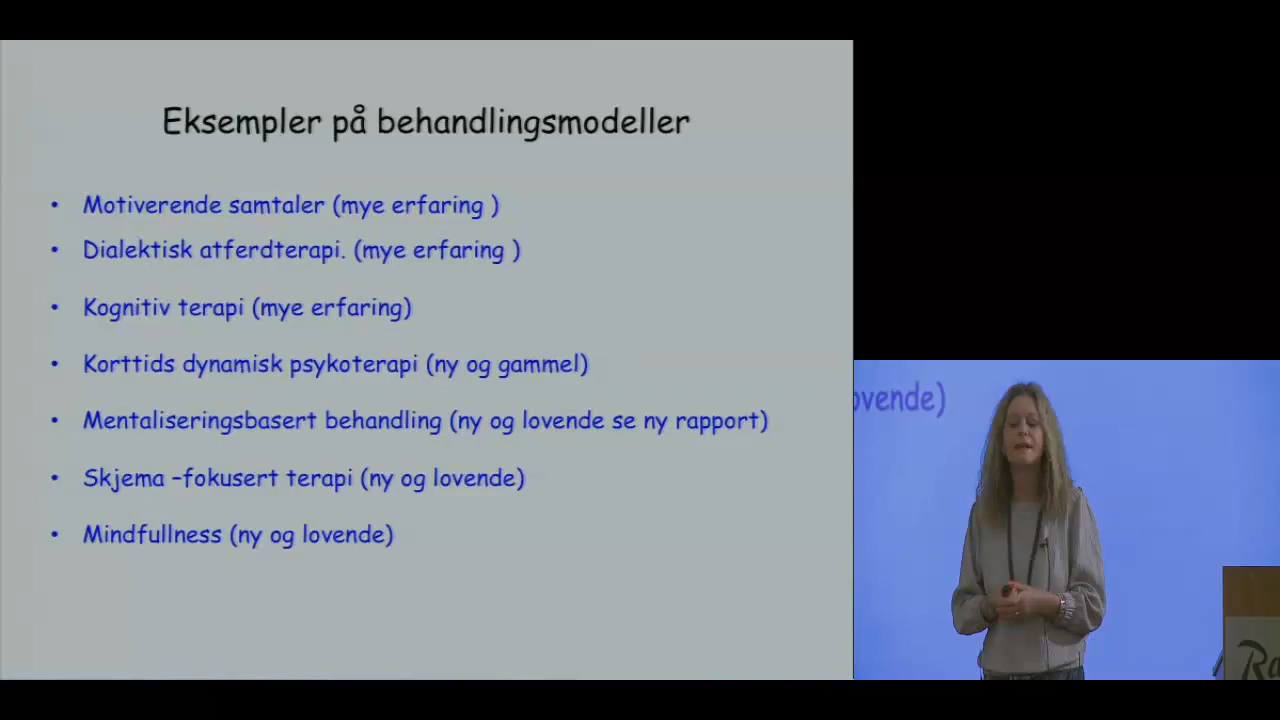 Eksempler på behandlingsmodeller
• Motiverende samtaler (mye erfaring )
• Dialektisk atferdterapi. (mye erfaring )
• Kognitiv terapi (mye erfaring)
• Korttids dynamisk psykoterapi (ny og gammel)
• Mentaliseringsbasert behandling (ny og lovende se ny rapport)
• Skjema –fokusert terapi (ny og lovende)
• Mindfullness (ny og lovende)
ovende)
Ra